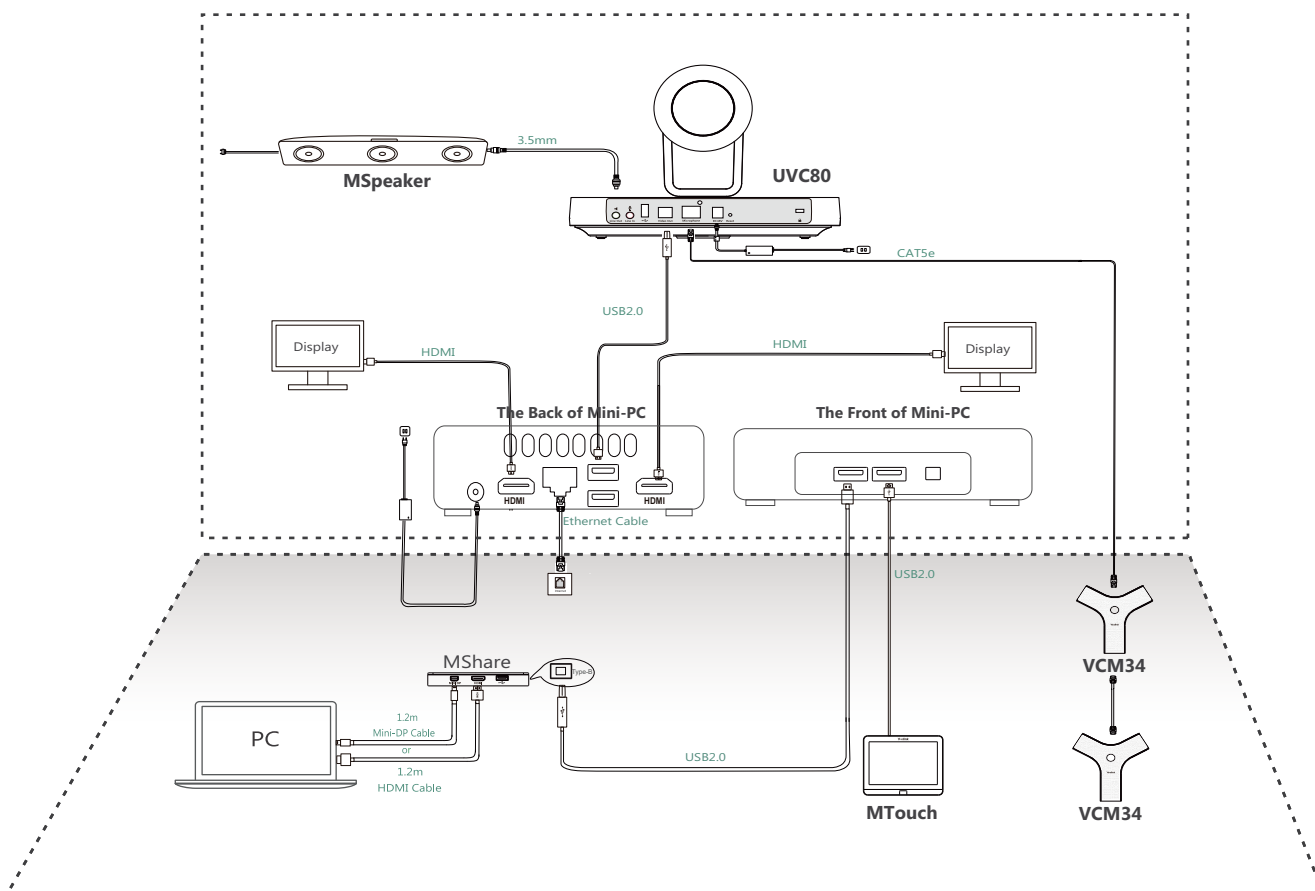 3.5mm
MSpeaker
UVC80
CAT5e
USB2.0
Display
HDMI
HDMI
Display
The Back of Mini-PC
The Front of Mini-PC
HDMI
HDMI
Ethernet Cable
USB2.0
MShare
Type-B
VCM34
PC
1.2m
Mini-DP Cable
or
1.2m
HDMI Cable
USB2.0
MTouch
VCM34